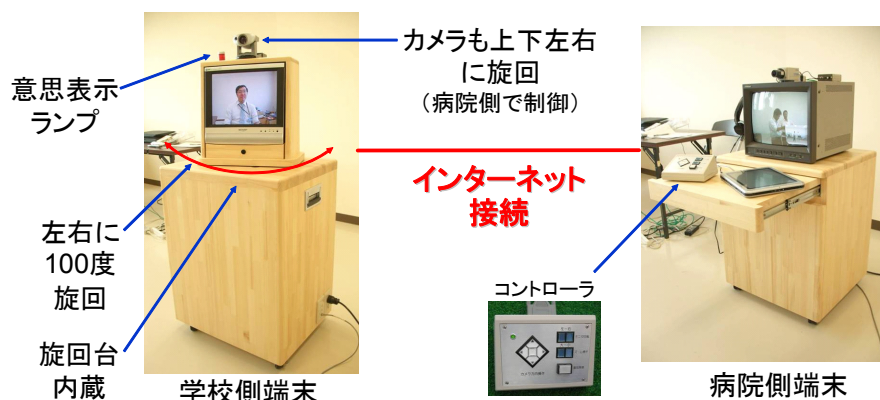 カメラも上下左右
に旋回
（病院側で制御）
意思表示
ランプ
インターネット
接続
左右に
100度
旋回
コントローラ
旋回台
内蔵
学校側端末
病院側端末